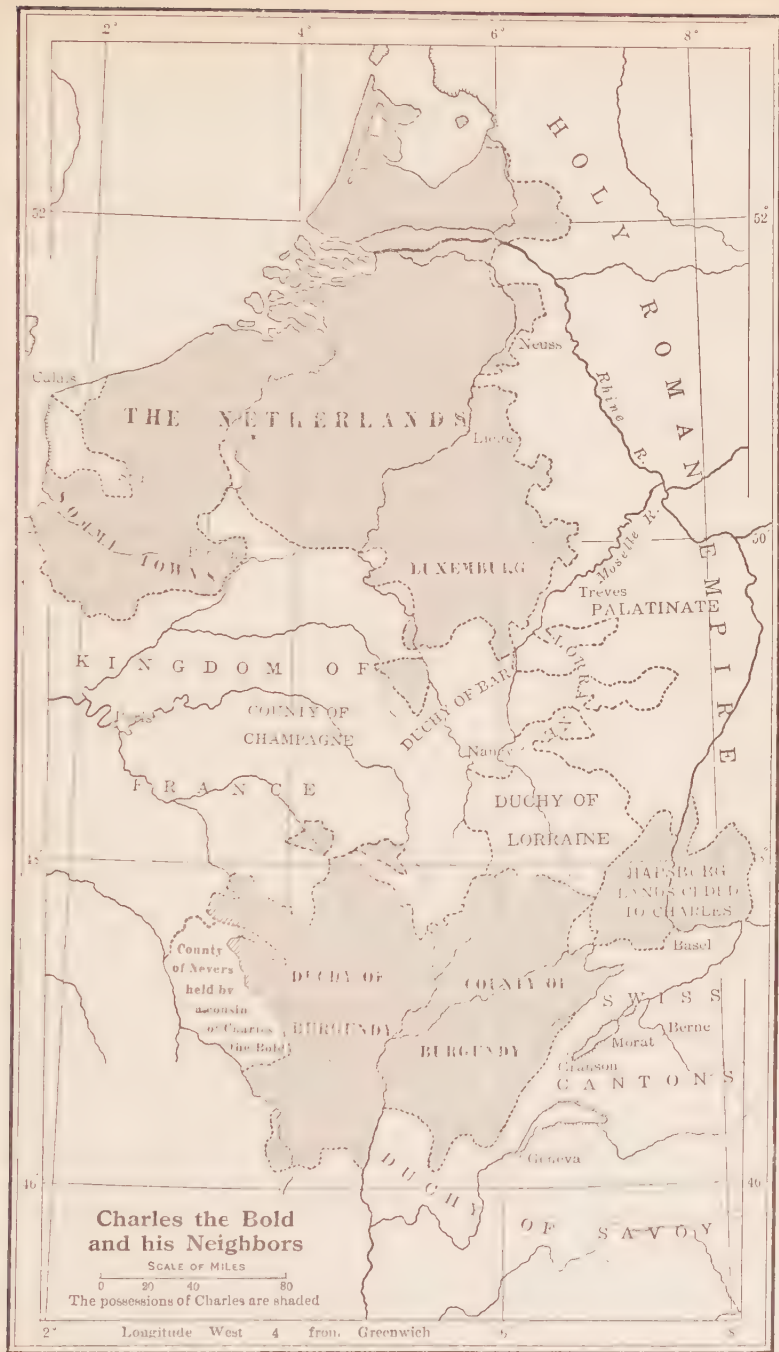 2° 4° 6° 8°
HOLY
52° 52°
ROMAN
Neuss
Calais
Rhine R.
THE NETHERLANDS
Liege
SOMME TOWNS
50°
Moselle R.
LUXEMBURG
EMPIRE
Treves
PALATINATE
KINGDOM OF
LORRAINE
DUCHY OF BAR
COUNTY OF
CHAMPAGNE
Paris
Nancy
FRANCE
DUCHY OF
LORRAINE
48°
HAPSBURG
LANDS CEDED
TO CHARLES
County
of Nevers
held by
a cousin
of Charles
the Bold
Basel
DUCHY OF
BURGUNDY
COUNTY OF
BURGUNDY
SWISS
Berne
Morat
Granson
CANTONS
Geneva
DUCHY
46° 46°
OF SAVOY
Charles the Bold
and his Neighbors
SCALE OF MILES
0 20 40 80
The possessions of Charles are shaded
2° Longitude West 4 from Greenwich 6 8